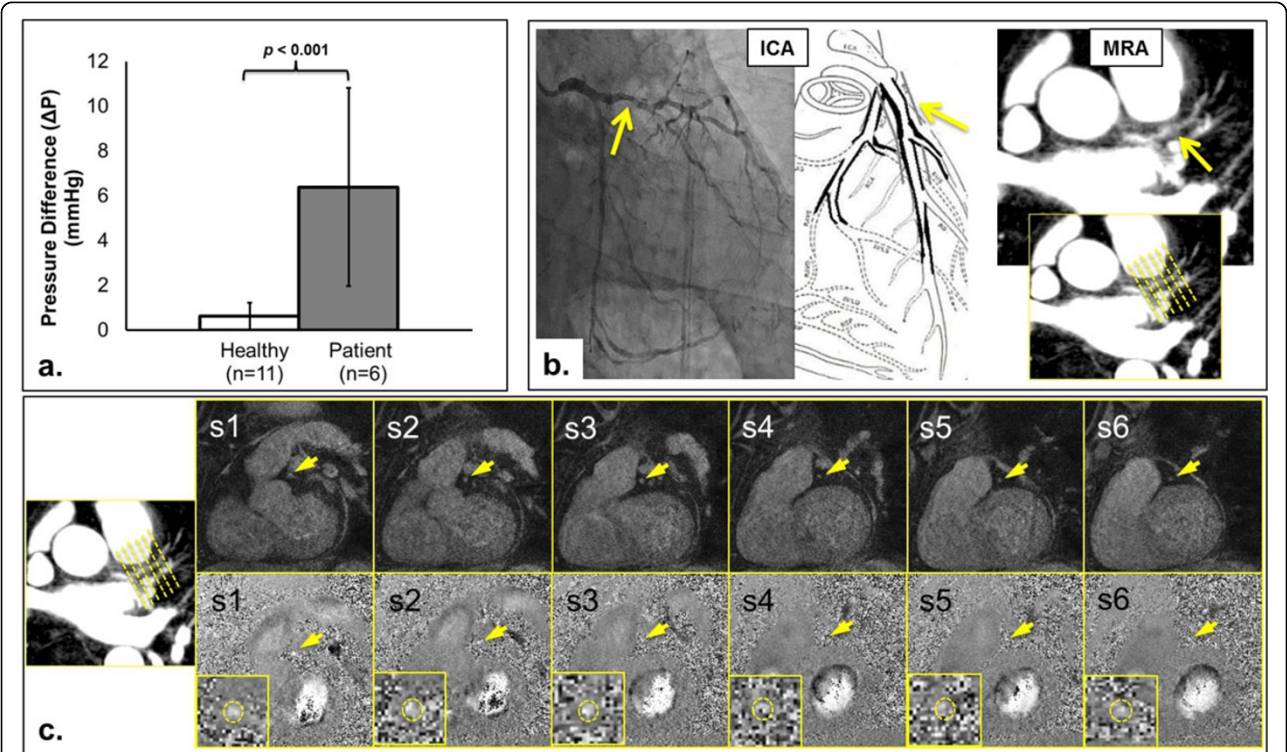 p < 0.001
12
10
8
6
4
2
0
Pressure Difference (ΔP)
(mmHg)
Healthy
(n=11)
Patient
(n=6)
a.
ICA
MRA
b.
s1 s2 s3 s4 s5 s6
s1 s2 s3 s4 s5 s6
c.